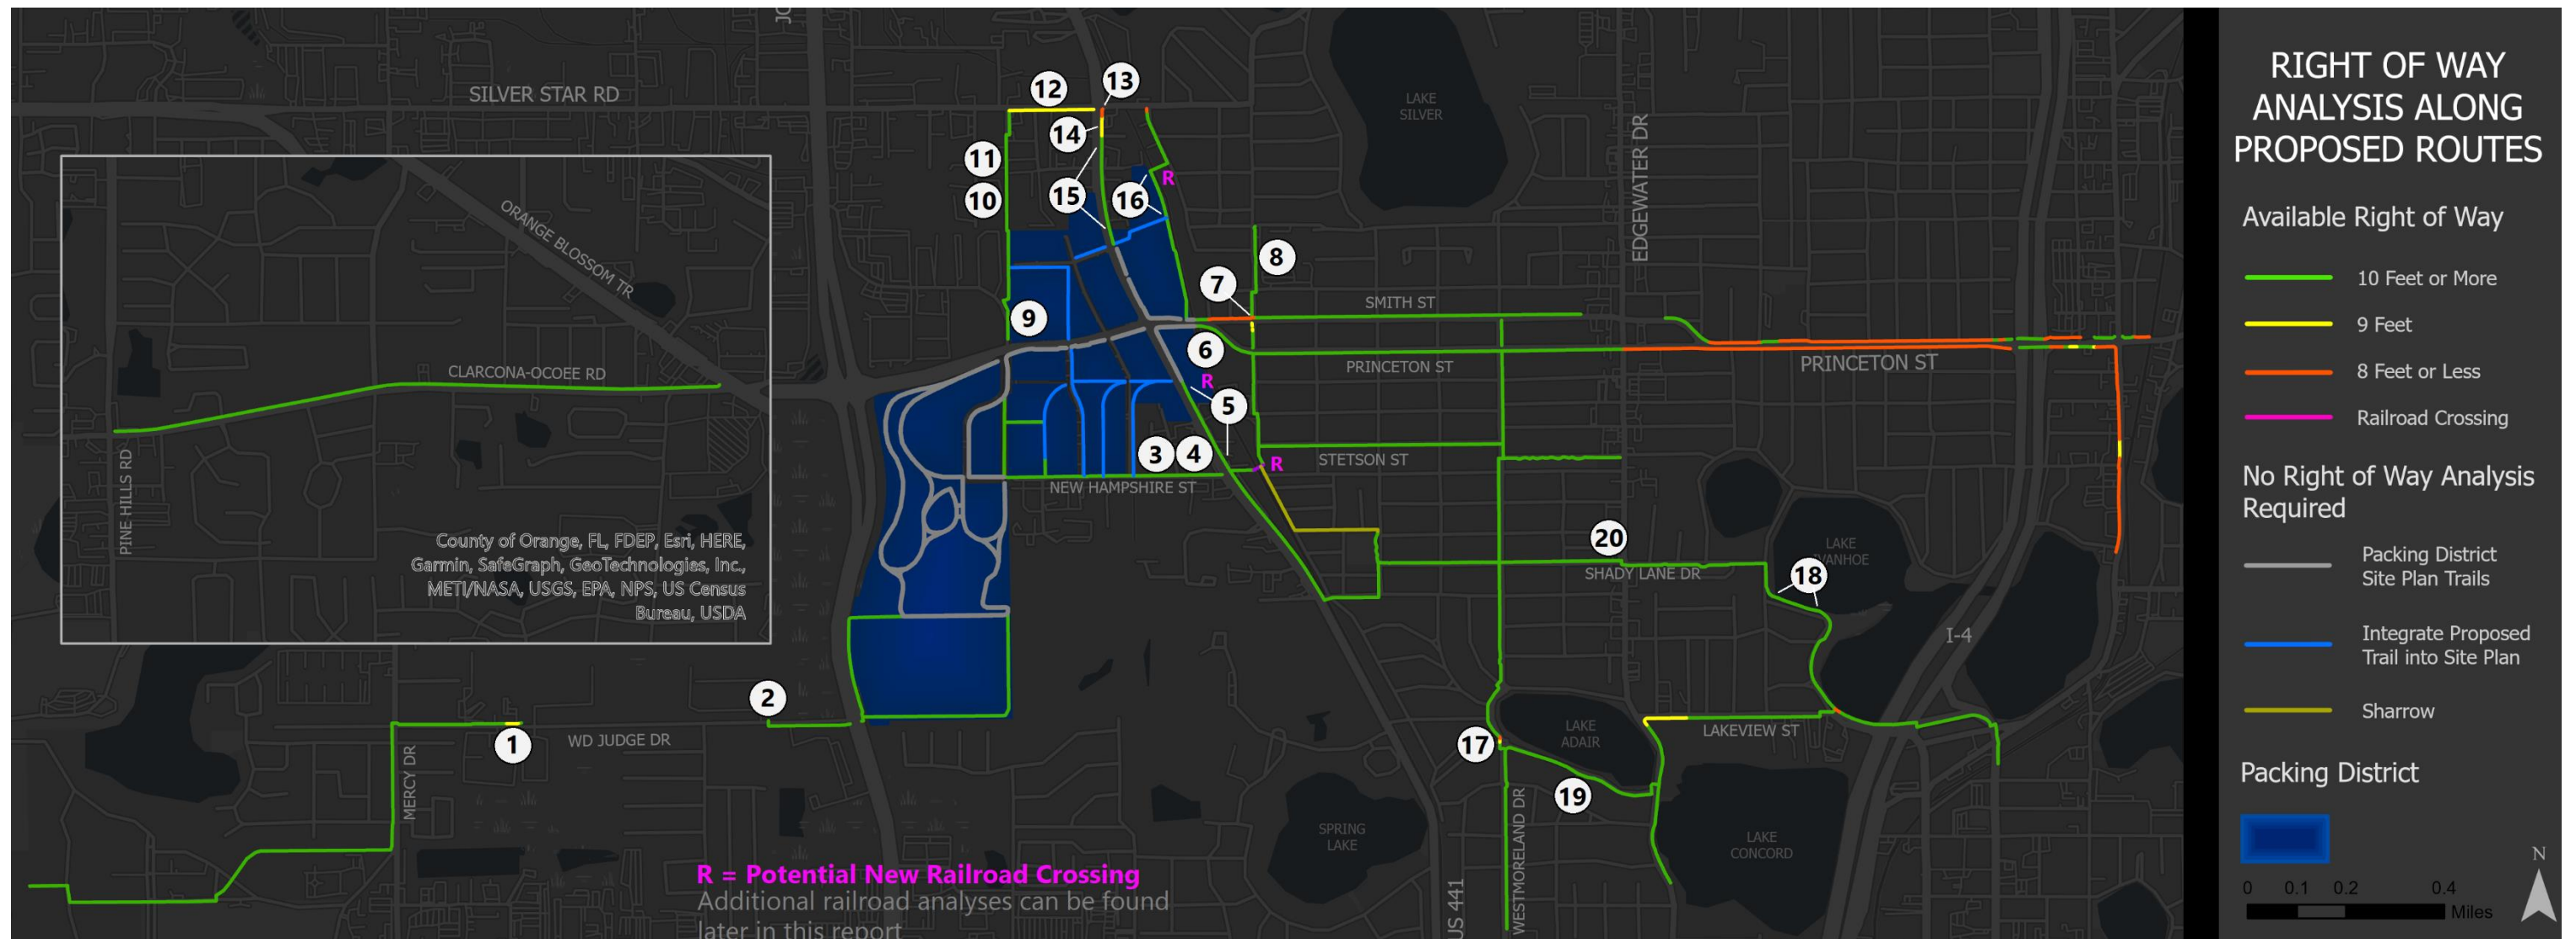 JO
SILVER STAR RD
12
13
14
11
10
15
16
R
LAKE
SILVER
EDGEWATER DR
ORANGE BLOSSOM TR
8
7
9
SMITH ST
6
PRINCETON ST
PRINCETON ST
CLARCONA-OCOEE RD
R
5
3
4
R
STETSON ST
NEW HAMPSHIRE ST
PINE HILLS RD
County of Orange, FL, FDEP, Esri, HERE,
Garmin, SafeGraph, GeoTechnologies, Inc.,
METI/NASA, USGS, EPA, NPS, US Census
Bureau, USDA
20
LAKE
IVANHOE
18
SHADY LANE DR
I-4
2
1
WD JUDGE DR
MERCY DR
17
LAKE
ADAIR
LAKEVIEW ST
19
WESTMORELAND DR
US 441
SPRING
LAKE
LAKE
CONCORD
R = Potential New Railroad Crossing
Additional railroad analyses can be found
later in this report
RIGHT OF WAY
ANALYSIS ALONG
PROPOSED ROUTES
Available Right of Way
10 Feet or More
9 Feet
8 Feet or Less
Railroad Crossing
No Right of Way Analysis
Required
Packing District
Site Plan Trails
Integrate Proposed
Trail into Site Plan
Sharrow
Packing District
N
0 0.1 0.2 0.4
Miles